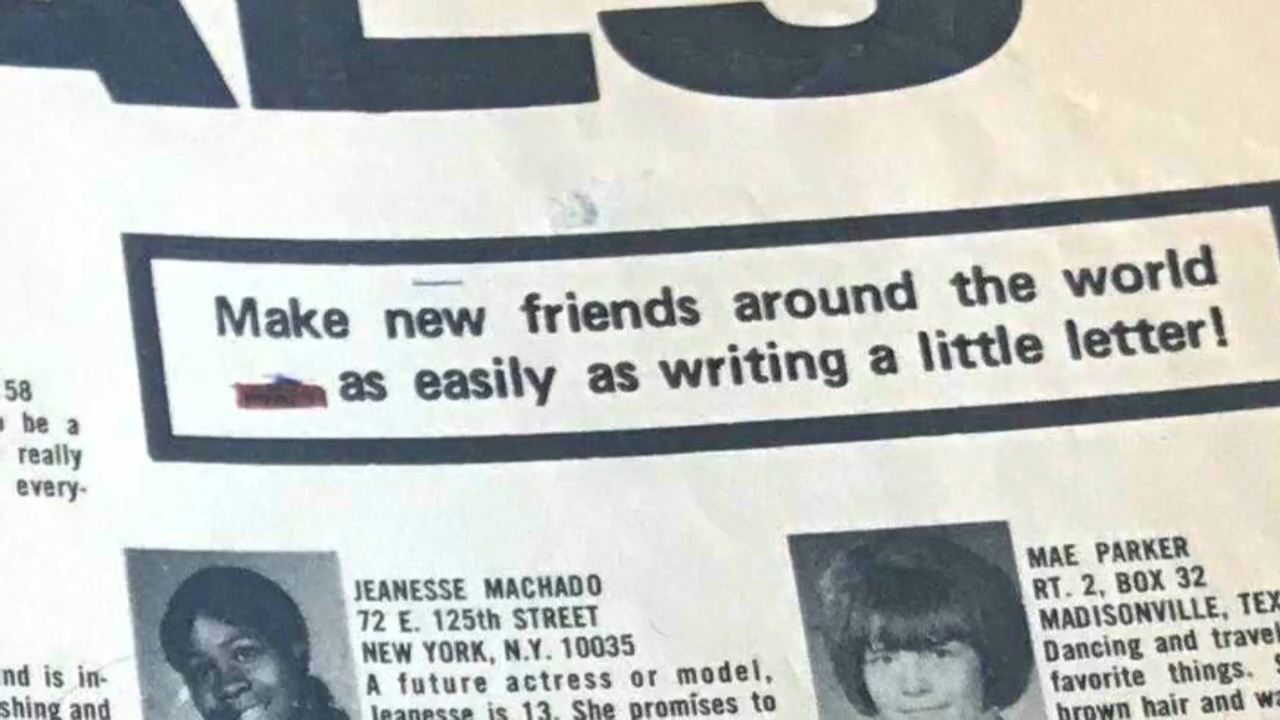 ALS
Make new friends around the world
as easily as writing a little letter!
58
be a
really
every-
nd is in-
shing and
JEANESSE MACHADO
72 E. 125th STREET
NEW YORK, N.Y. 10035
A future actress or model,
Jeanesse is 13. She promises to
MAE PARKER
RT. 2, BOX 32
MADISONVILLE, TEX
Dancing and travel
favorite things. S
brown hair and wa